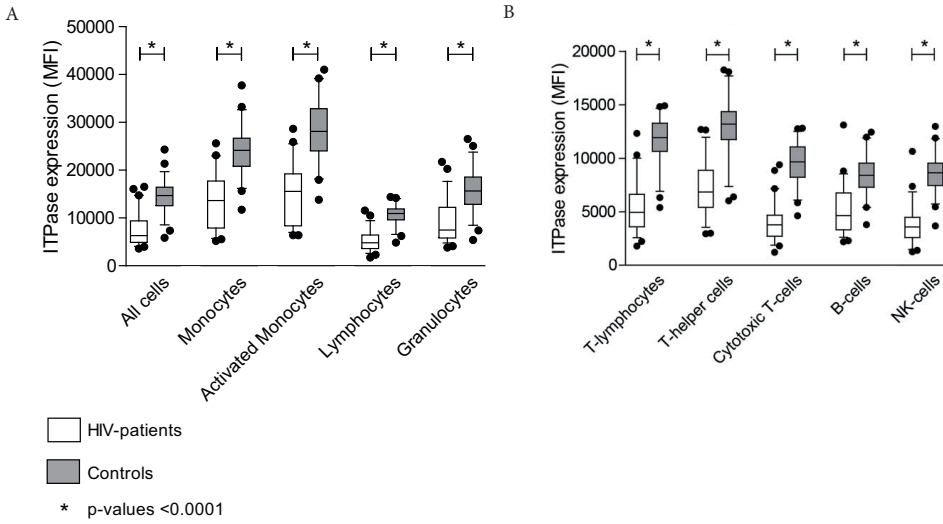 A
B
ITPase expression (MFI)
50000
40000
30000
20000
10000
0
* * * * *
All cells
Monocytes
Activated Monocytes
Lymphocytes
Granulocytes
ITPase expression (MFI)
20000
15000
10000
5000
0
* * * * *
T-lymphocytes
T-helper cells
Cytotoxic T-cells
B-cells
NK-cells
HIV-patients
Controls
* p-values <0.0001